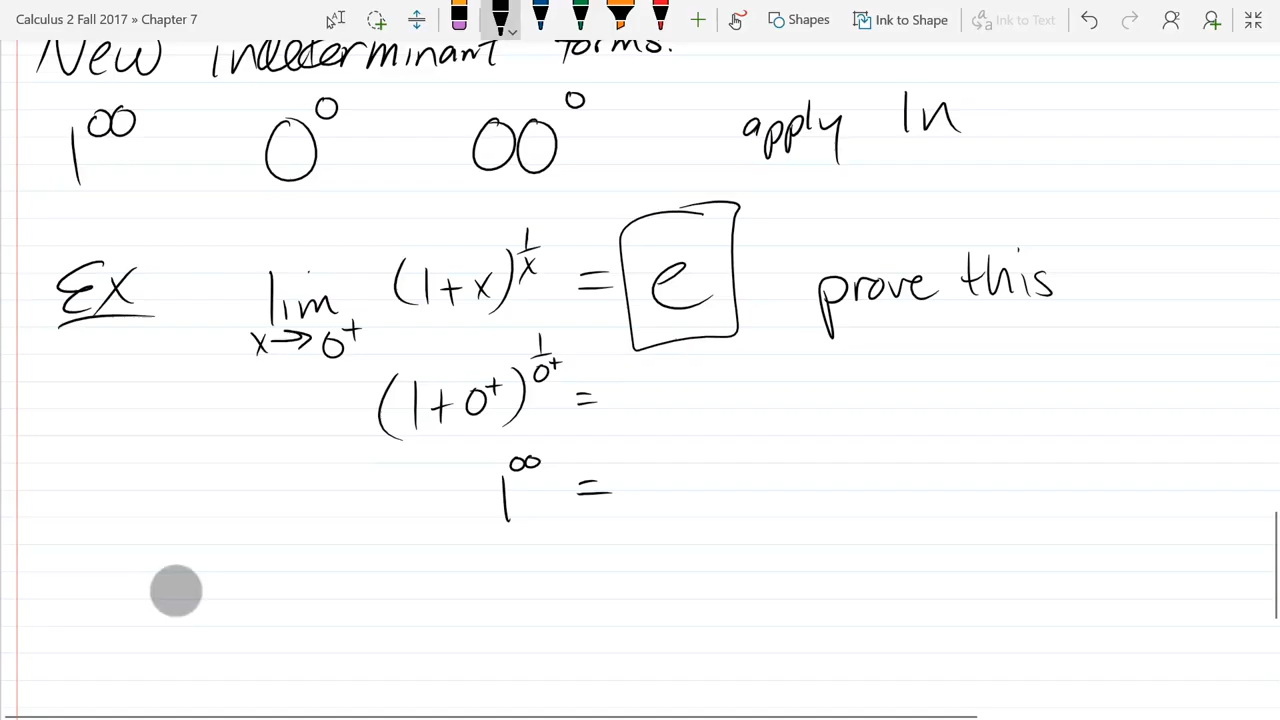 Calculus 2 Fall 2017 » Chapter 7 Shapes Ink to Shape Ink to Text
New indeterminant forms:
1^∞ 0^0 ∞^0 apply ln
Ex lim x→0⁺ (1+x)^(1/x) = e prove this
(1+0⁺)^(1/0⁺) =
1^∞ =